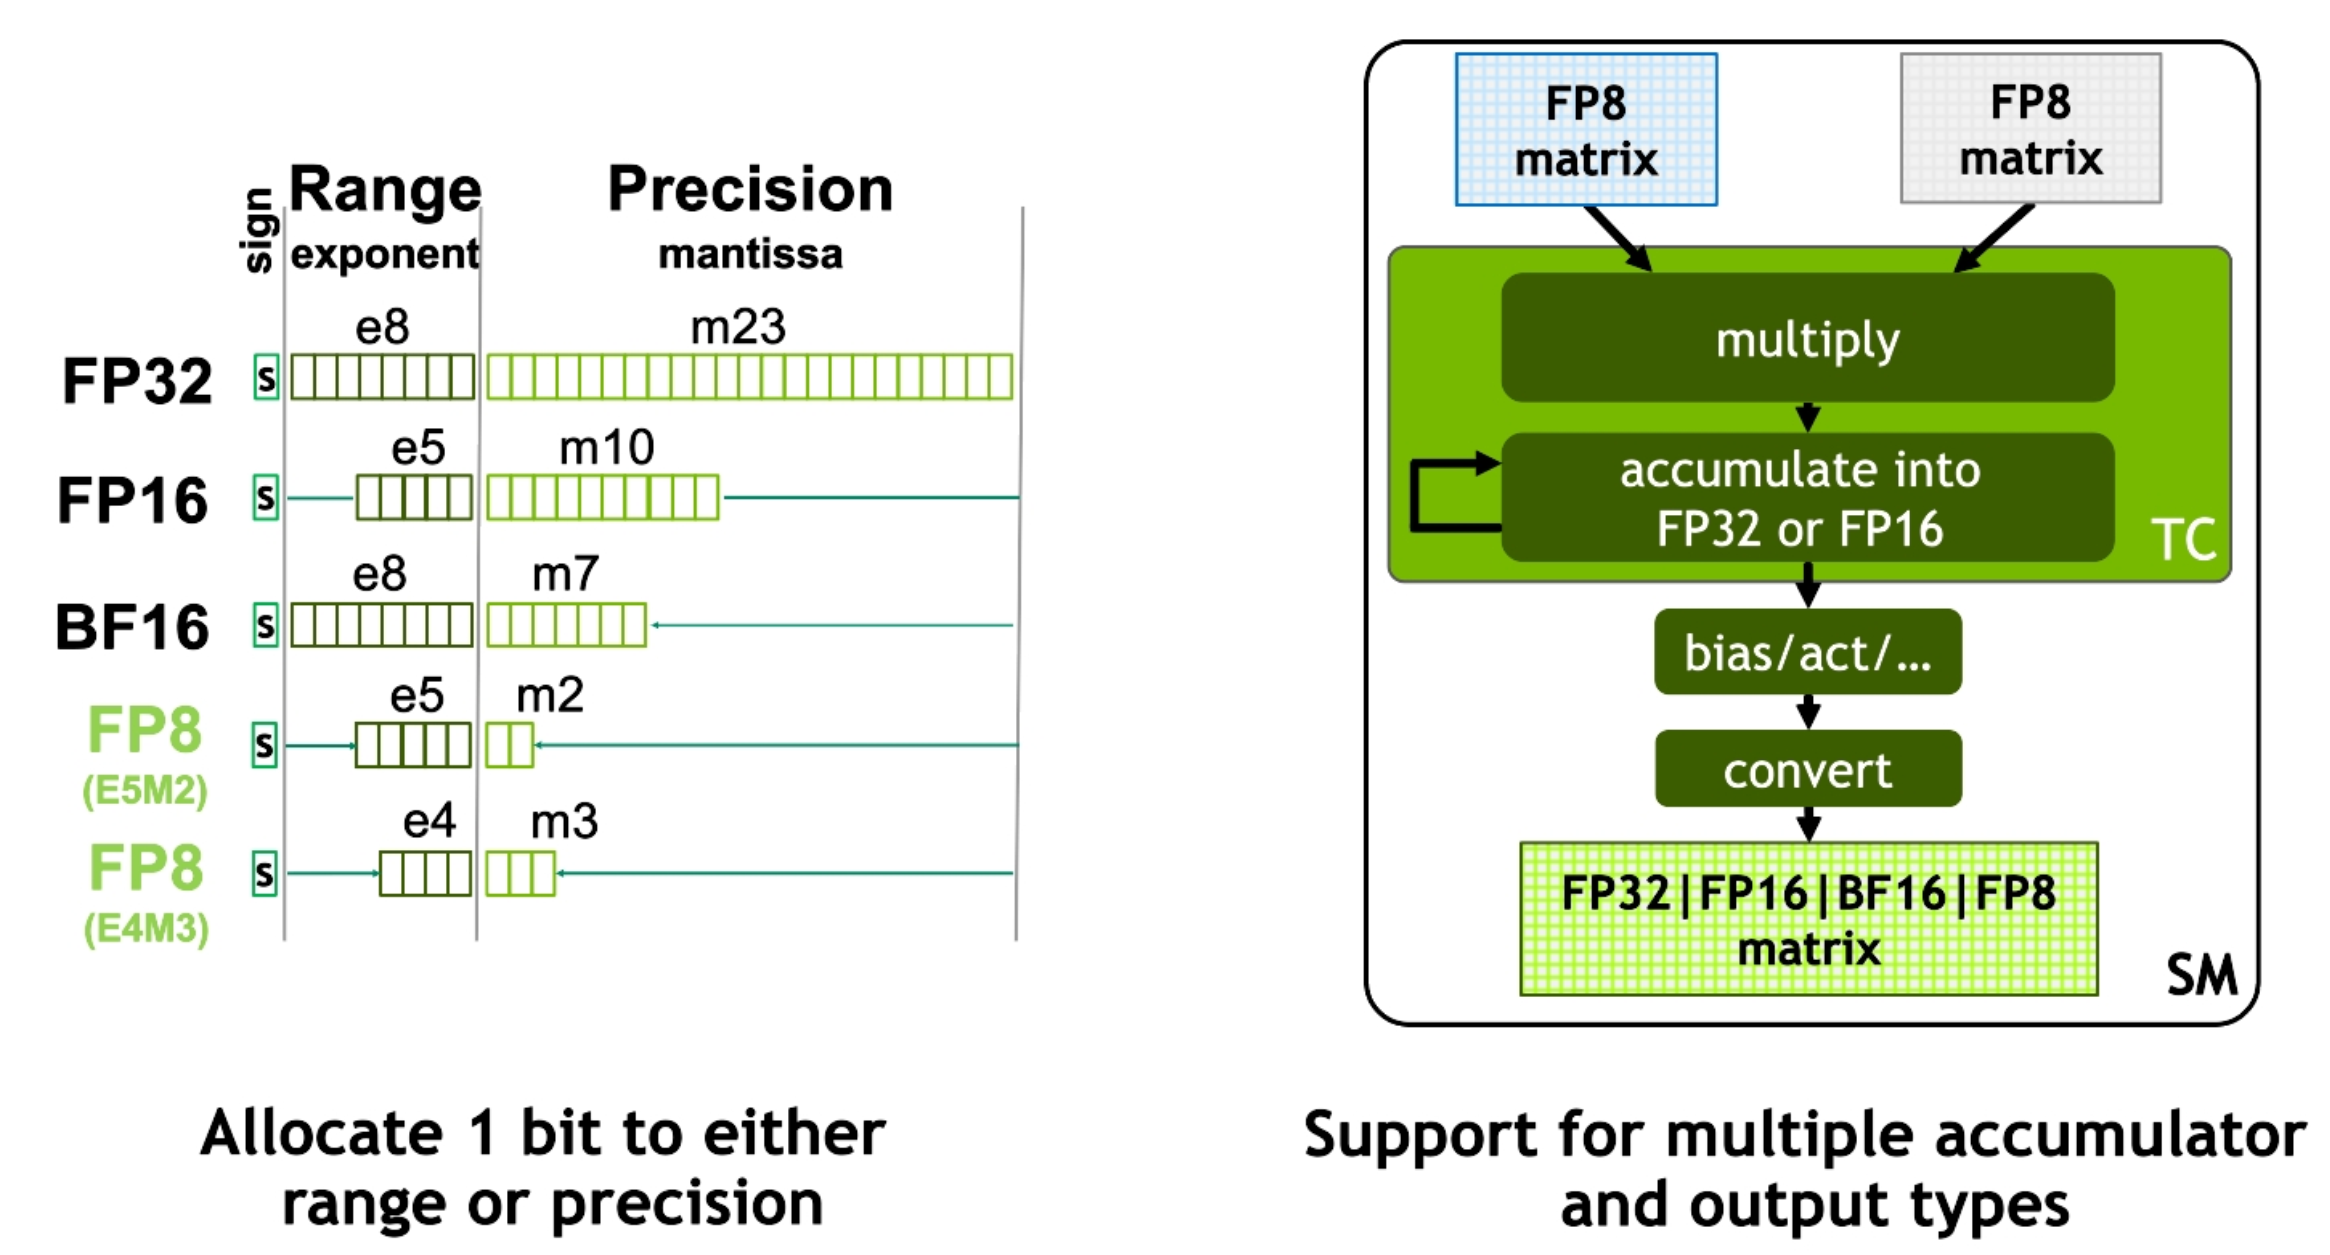 sign
Range
Precision
exponent
mantissa
e8
m23
FP32
s
e5
m10
FP16
s
e8
m7
BF16
s
e5
m2
FP8
s
(E5M2)
e4
m3
FP8
s
(E4M3)
Allocate 1 bit to either
range or precision
FP8
matrix
FP8
matrix
multiply
accumulate into
FP32 or FP16
TC
bias/act/...
convert
FP32|FP16|BF16|FP8
matrix
SM
Support for multiple accumulator
and output types